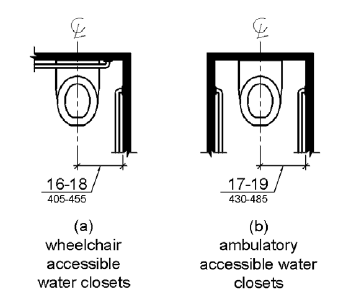 ℄ ℄
16-18 17-19
405-455 430-485
(a) (b)
wheelchair ambulatory
accessible accessible water
water closets closets